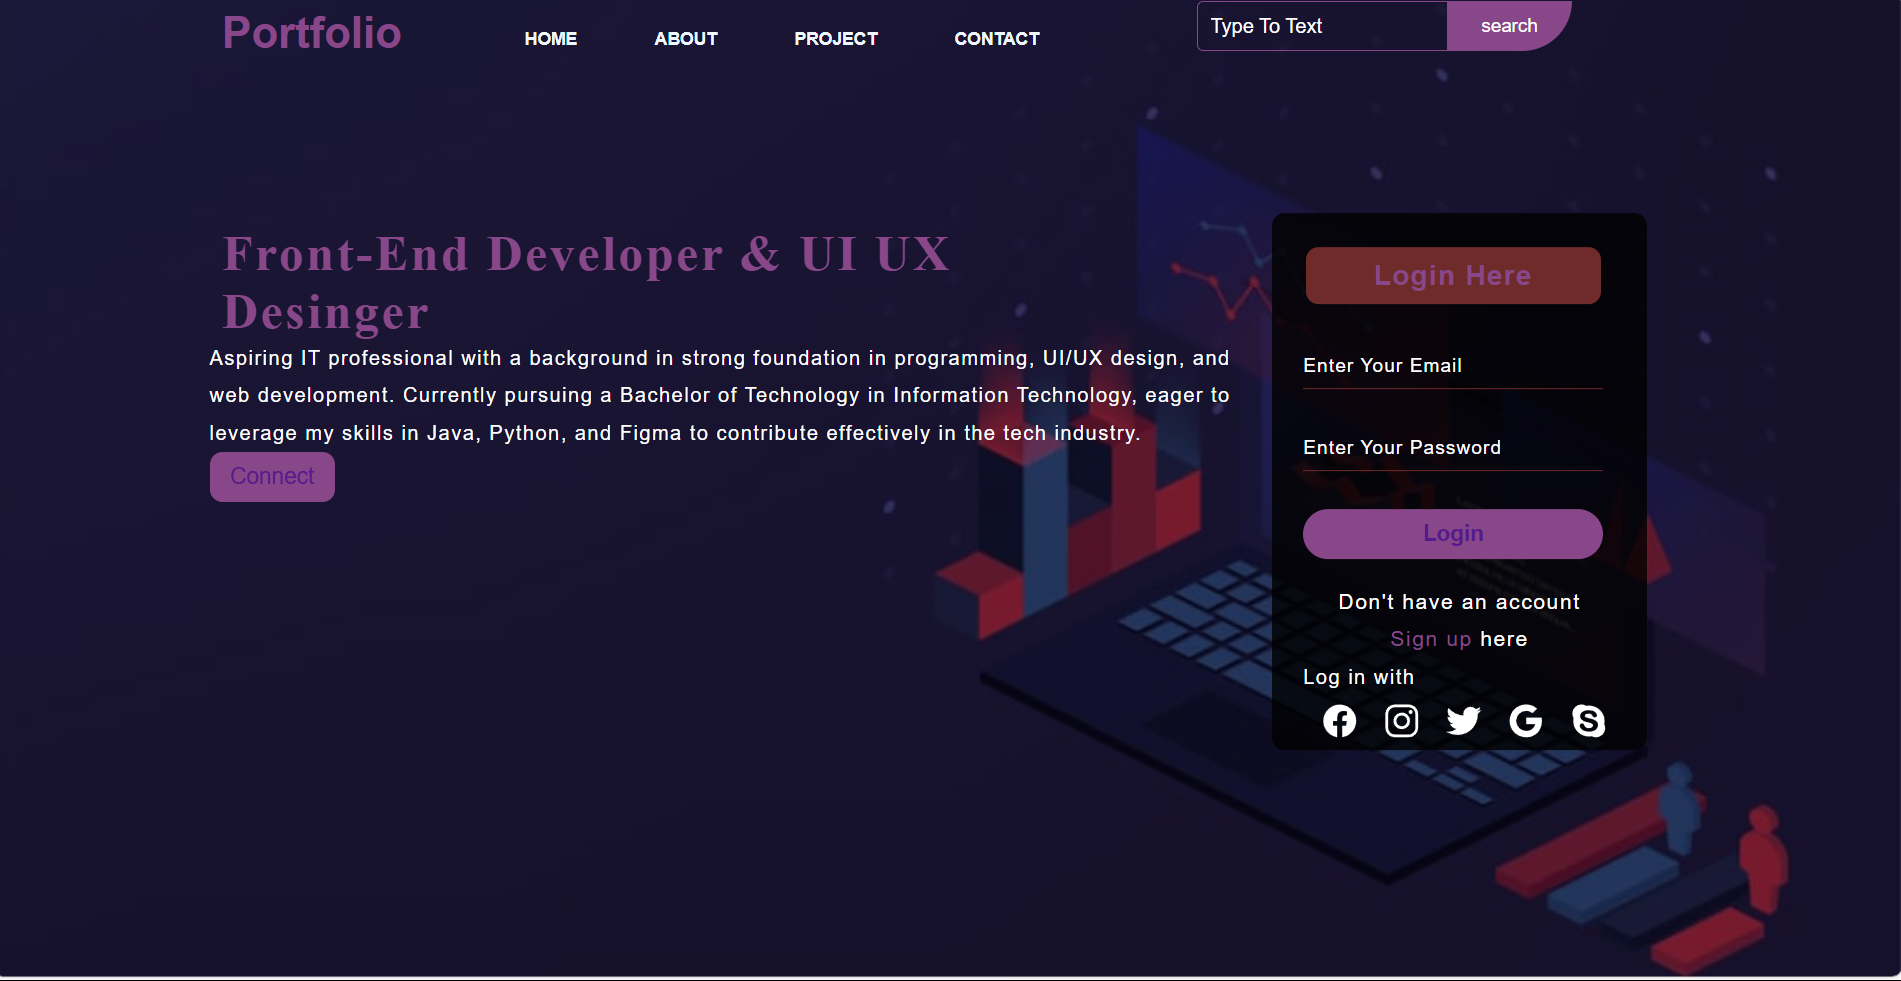 Portfolio
HOME ABOUT PROJECT CONTACT
Type To Text search
Front-End Developer & UI UX
Desinger
Aspiring IT professional with a background in strong foundation in programming, UI/UX design, and
web development. Currently pursuing a Bachelor of Technology in Information Technology, eager to
leverage my skills in Java, Python, and Figma to contribute effectively in the tech industry.
Connect
Login Here
Enter Your Email
Enter Your Password
Login
Don't have an account
Sign up here
Log in with